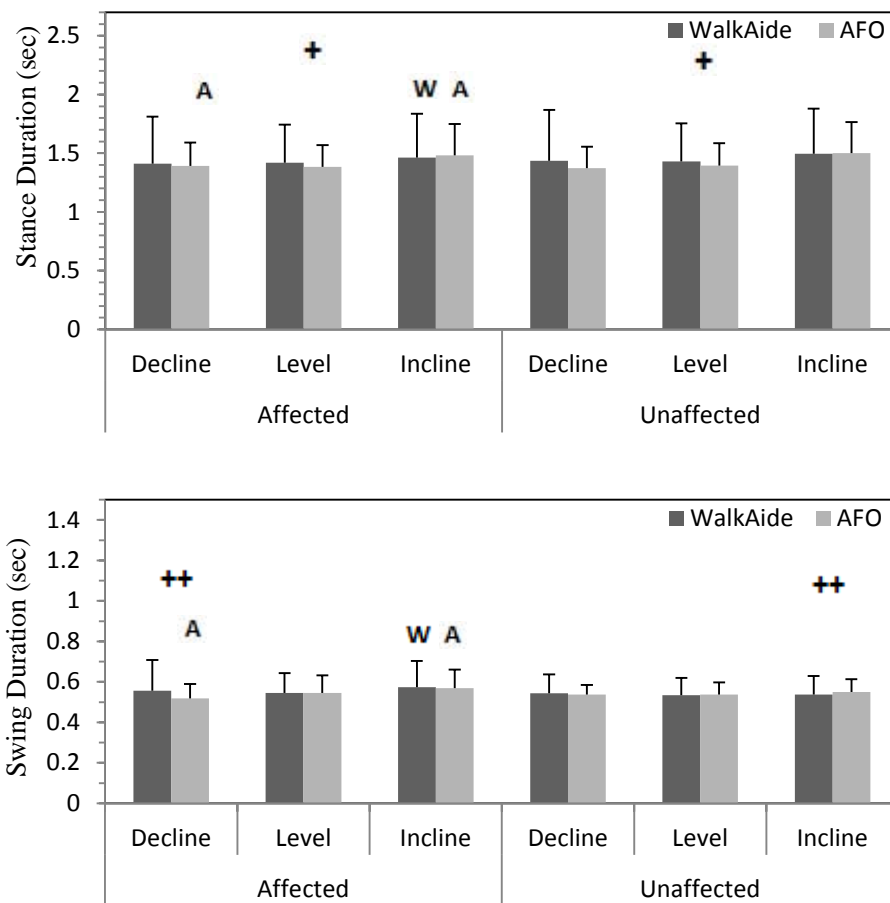 Stance Duration (sec)
2.5
2
1.5
1
0.5
0
WalkAide AFO
+ +
A W A
Decline Level Incline Decline Level Incline
Affected Unaffected
Swing Duration (sec)
1.4
1.2
1
0.8
0.6
0.4
0.2
0
WalkAide AFO
++ ++
A W A
Decline Level Incline Decline Level Incline
Affected Unaffected